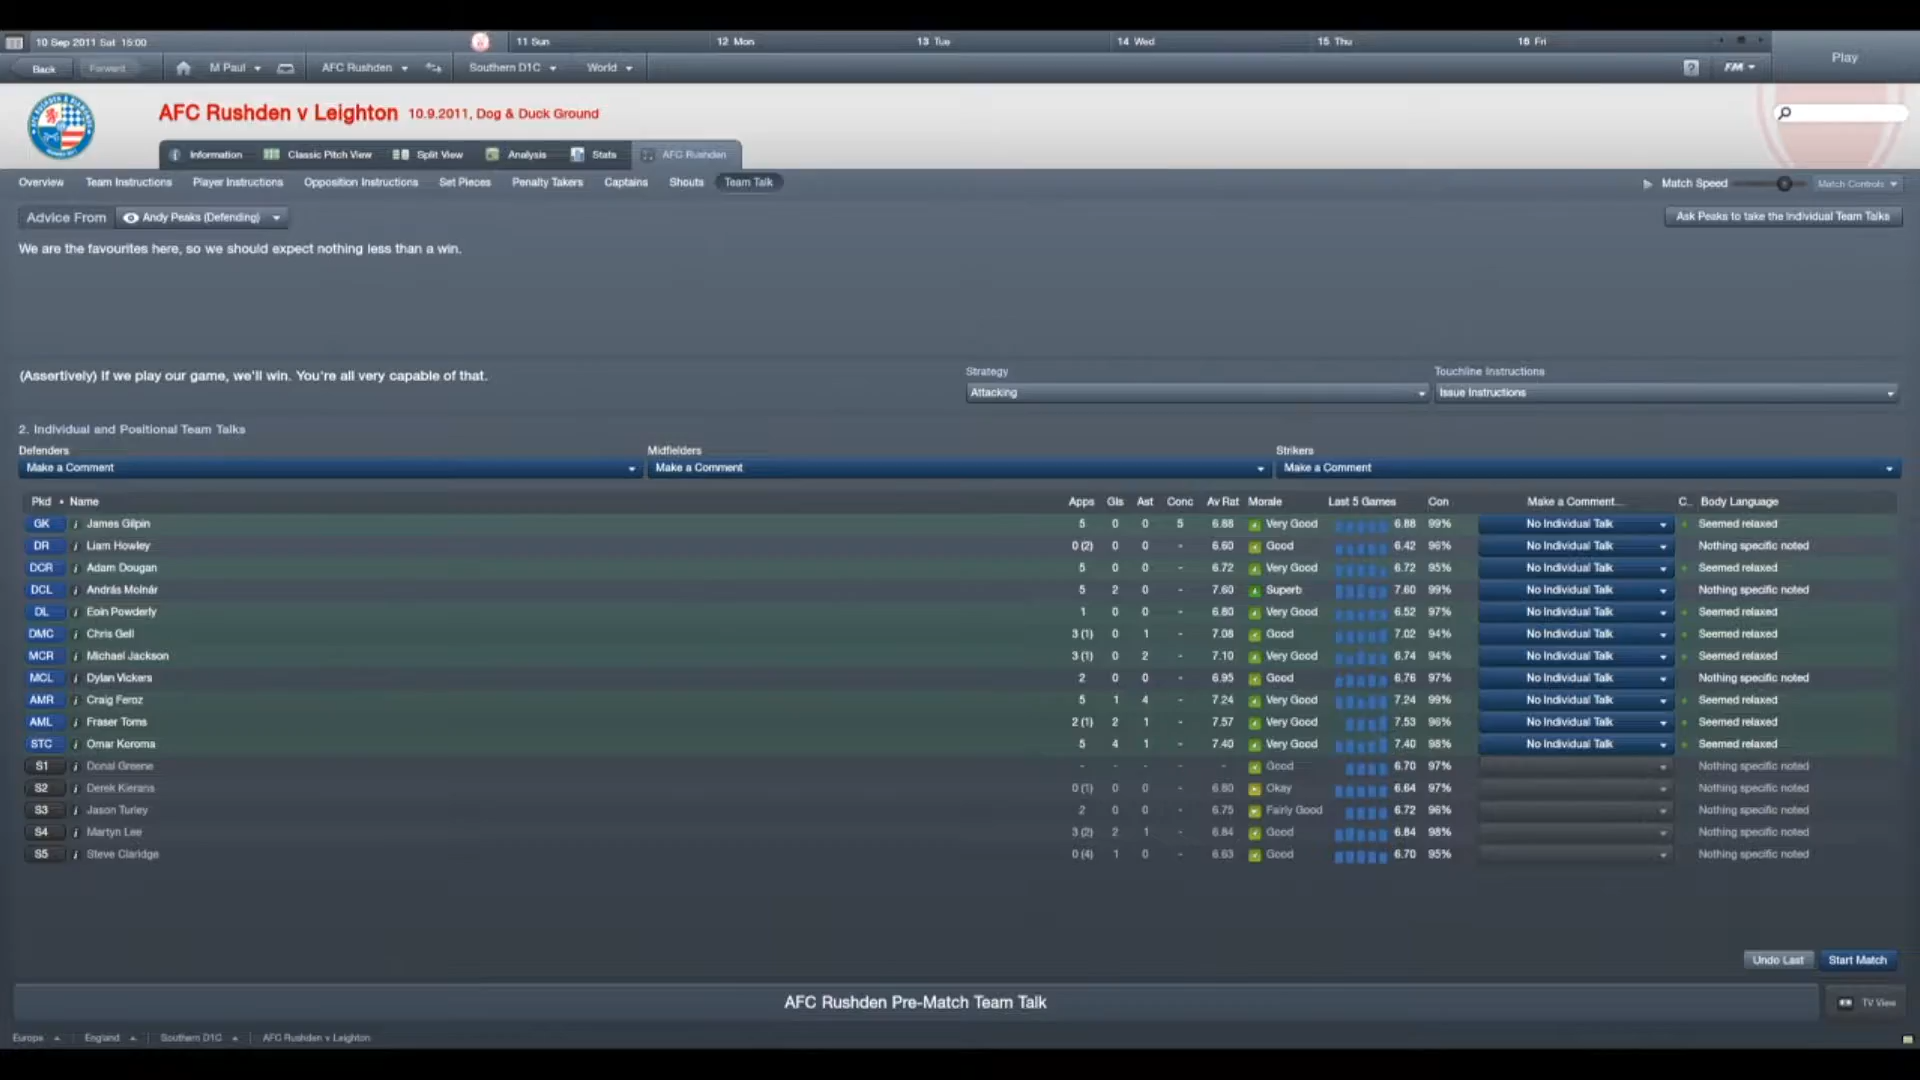 10 Sep 2011 Sat 15:00 11 Sun 12 Mon 13 Tue 14 Wed 15 Thu 16 Fri
Play
Back Forward M Paul AFC Rushden Southern D1C World ? FM
AFC Rushden v Leighton 10.9.2011, Dog & Duck Ground
Information Classic Pitch View Split View Analysis Stats AFC Rushden
Overview Team Instructions Player Instructions Opposition Instructions Set Pieces Penalty Takers Captains Shouts Team Talk Match Speed Match Controls
Advice From Andy Peaks (Defending) Ask Peaks to take the Individual Team Talks
We are the favourites here, so we should expect nothing less than a win.
Strategy Touchline Instructions
(Assertively) If we play our game, we'll win. You're all very capable of that.
Attacking Issue Instructions
2. Individual and Positional Team Talks
Defenders Midfielders Strikers
Make a Comment Make a Comment Make a Comment
Pkd Name Apps Gls Ast Conc Av Rat Morale Last 5 Games Con Make a Comment... C... Body Language
GK i James Gilpin 5 0 0 5 6.88 Very Good 6.88 99% No Individual Talk Seemed relaxed
DR i Liam Howley 0 (2) 0 0 - 6.60 Good 6.42 96% No Individual Talk Nothing specific noted
DCR i Adam Dougan 5 0 0 - 6.72 Very Good 6.72 95% No Individual Talk Seemed relaxed
DCL i András Molnár 5 2 0 - 7.60 Superb 7.60 99% No Individual Talk Nothing specific noted
DL i Eoin Powderly 1 0 0 - 6.80 Very Good 6.52 97% No Individual Talk Seemed relaxed
DMC i Chris Gell 3 (1) 0 1 - 7.08 Good 7.02 94% No Individual Talk Seemed relaxed
MCR i Michael Jackson 3 (1) 0 2 - 7.10 Very Good 6.74 94% No Individual Talk Seemed relaxed
MCL i Dylan Vickers 2 0 0 - 6.95 Good 6.76 97% No Individual Talk Nothing specific noted
AMR i Craig Feroz 5 1 4 - 7.24 Very Good 7.24 99% No Individual Talk Seemed relaxed
AML i Fraser Toms 2 (1) 2 1 - 7.57 Very Good 7.53 96% No Individual Talk Seemed relaxed
STC i Omar Koroma 5 4 1 - 7.40 Very Good 7.40 98% No Individual Talk Seemed relaxed
S1 i Donal Greene - - - - - Good 6.70 97% Nothing specific noted
S2 i Derek Kierans 0 (1) 0 0 - 6.80 Okay 6.64 97% Nothing specific noted
S3 i Jason Turley 2 0 0 - 6.75 Fairly Good 6.72 96% Nothing specific noted
S4 i Martyn Lee 3 (2) 2 1 - 6.84 Good 6.84 98% Nothing specific noted
S5 i Steve Claridge 0 (4) 1 0 - 6.63 Good 6.70 95% Nothing specific noted
Undo Last Start Match
AFC Rushden Pre-Match Team Talk TV View
Europe England Southern D1C AFC Rushden v Leighton